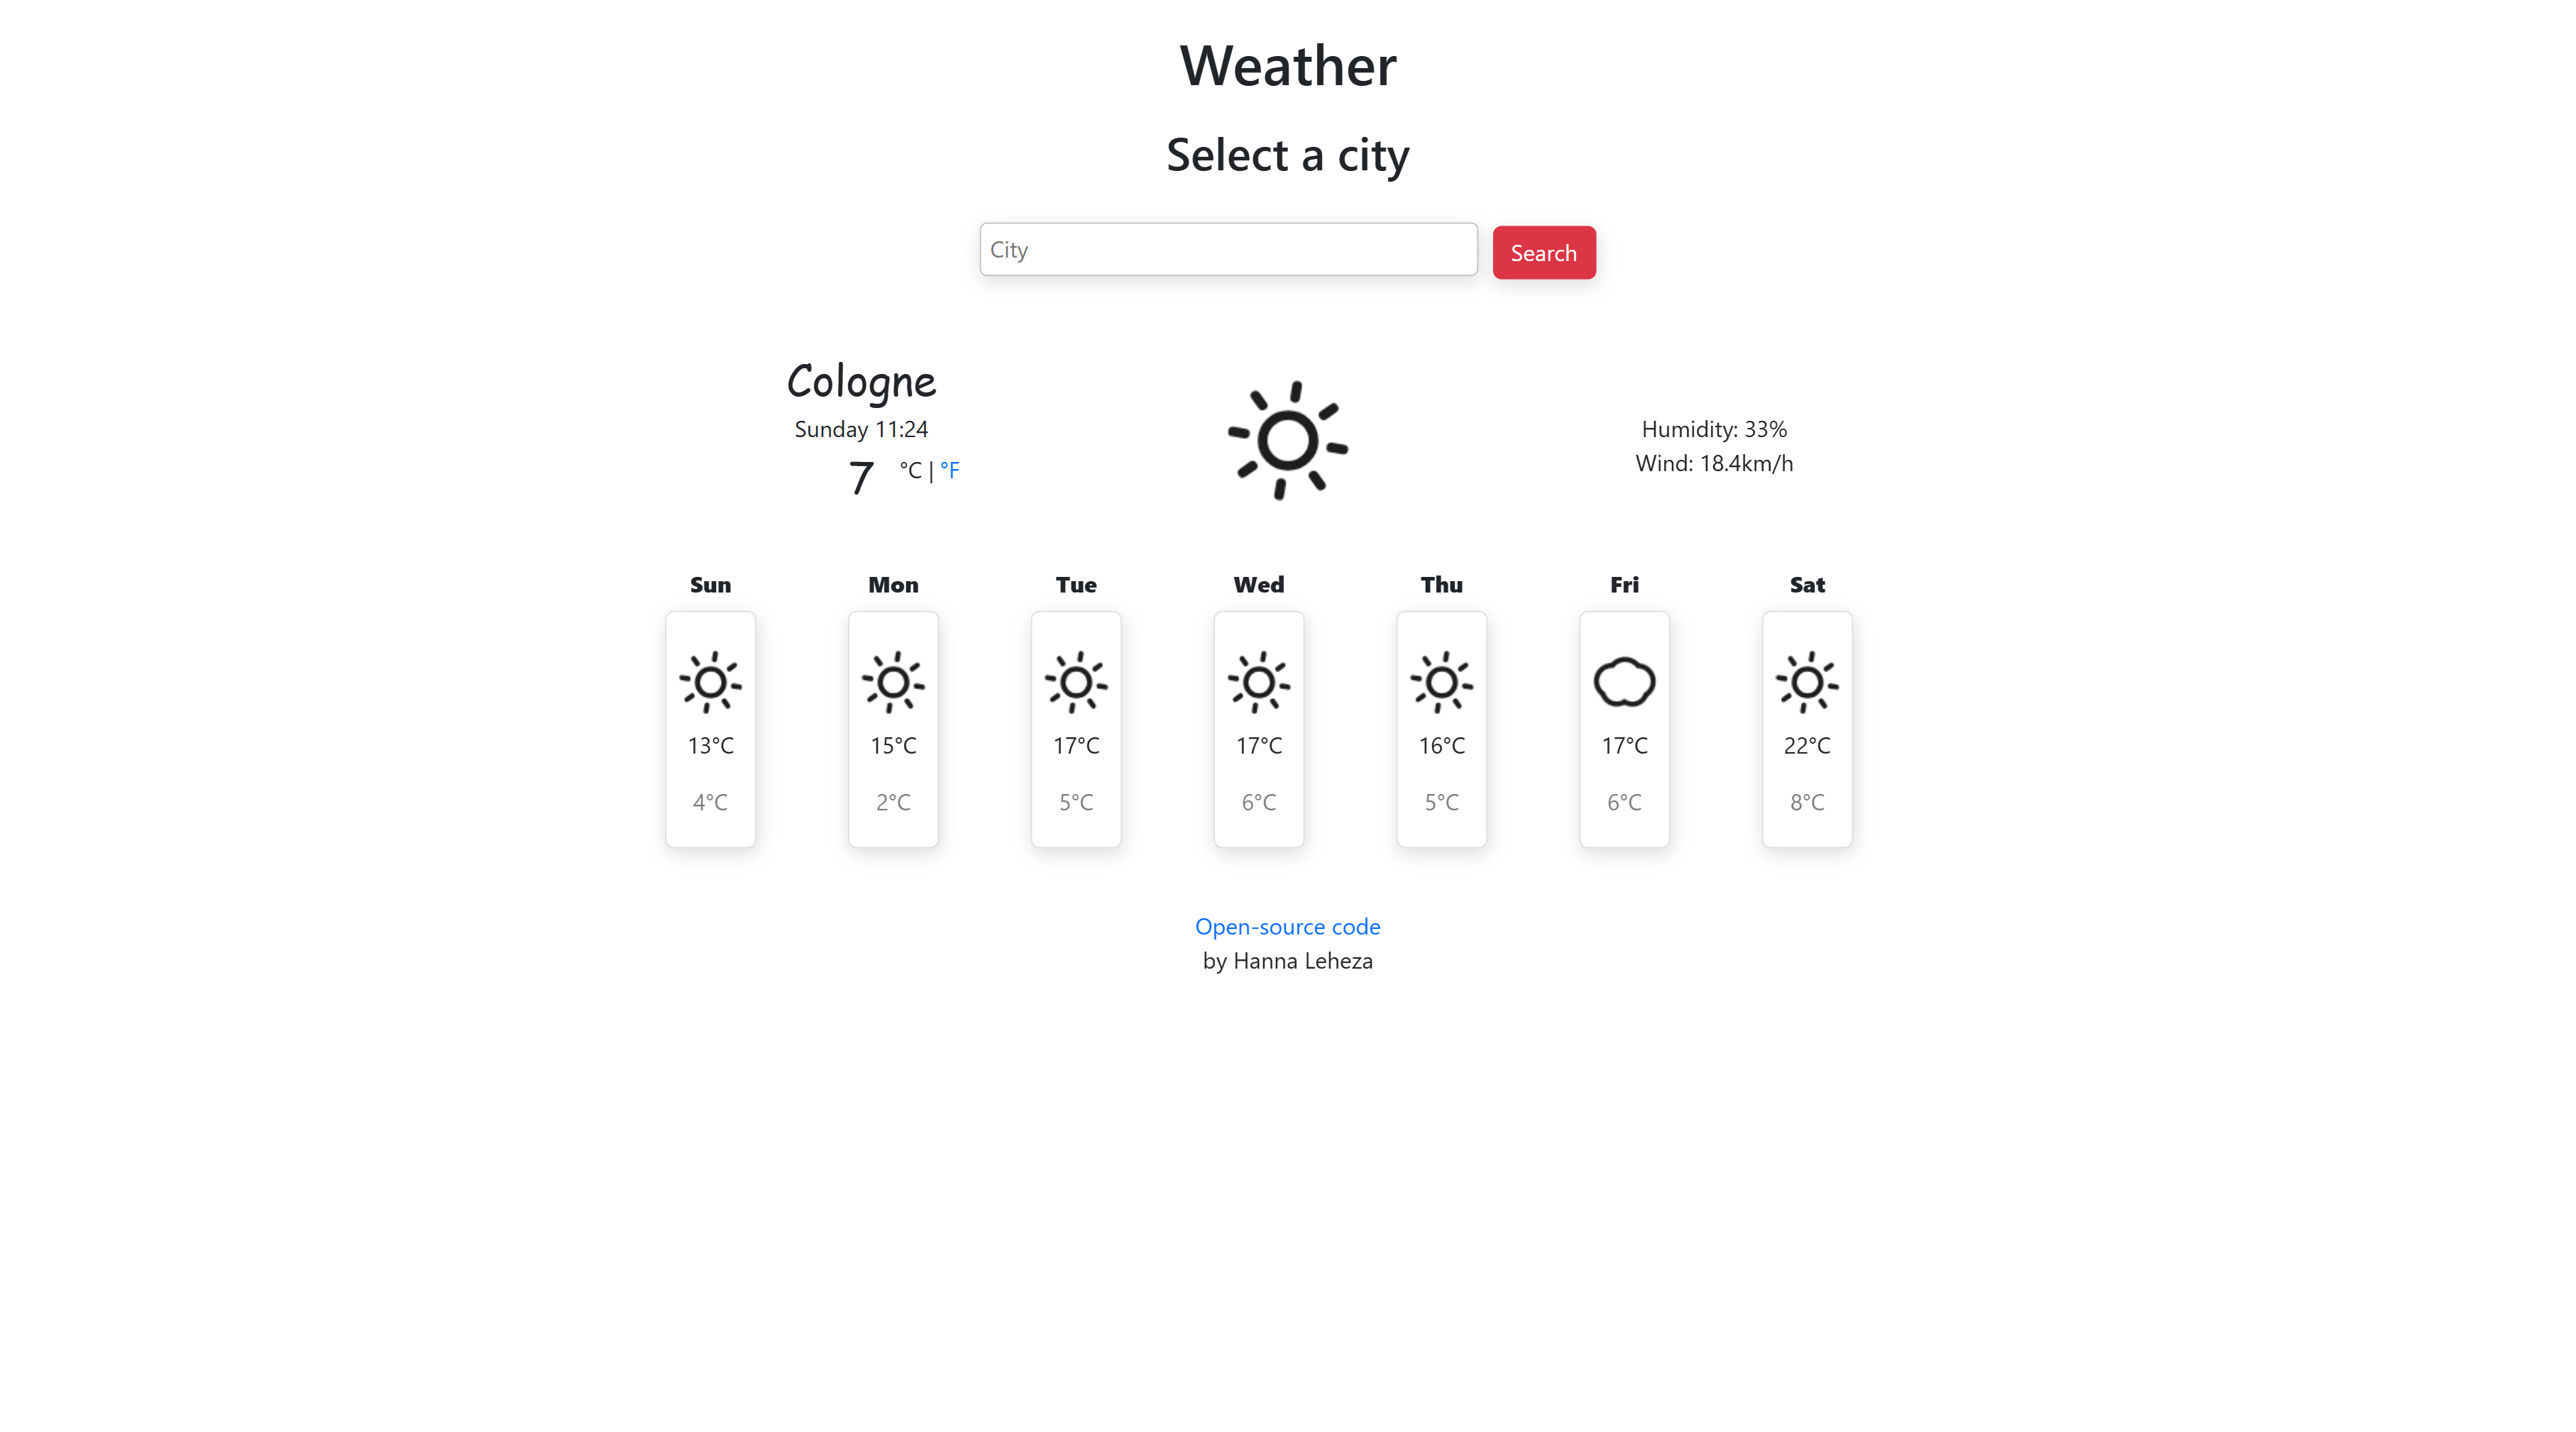 Weather
Select a city
City
Search
Cologne
Sunday 11:24
7 °C | °F
Humidity: 33%
Wind: 18.4km/h
Sun Mon Tue Wed Thu Fri Sat
13°C 15°C 17°C 17°C 16°C 17°C 22°C
4°C 2°C 5°C 6°C 5°C 6°C 8°C
Open-source code
by Hanna Leheza